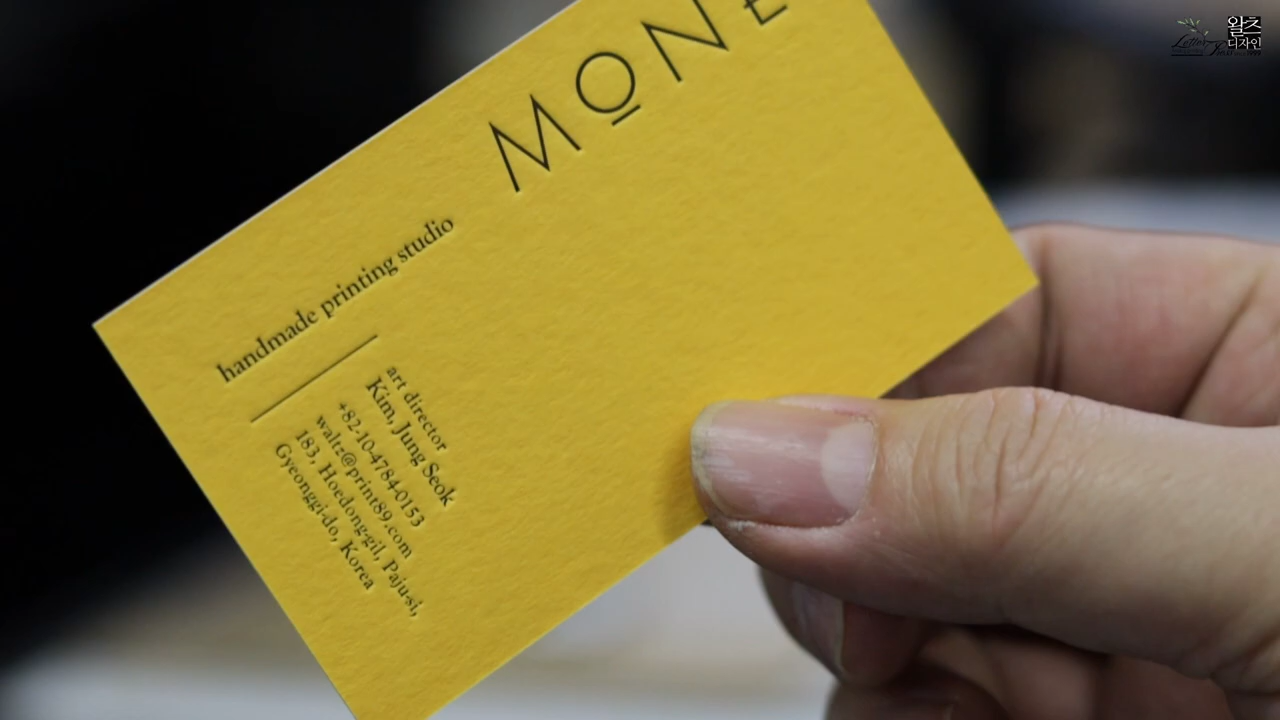 MONE
handmade printing studio
art director
Kim, Jung Seok
+82-10-4784-0153
waltz@print89.com
183, Hoedong-gil, Paju-si,
Gyeonggi-do, Korea
왈츠
디자인